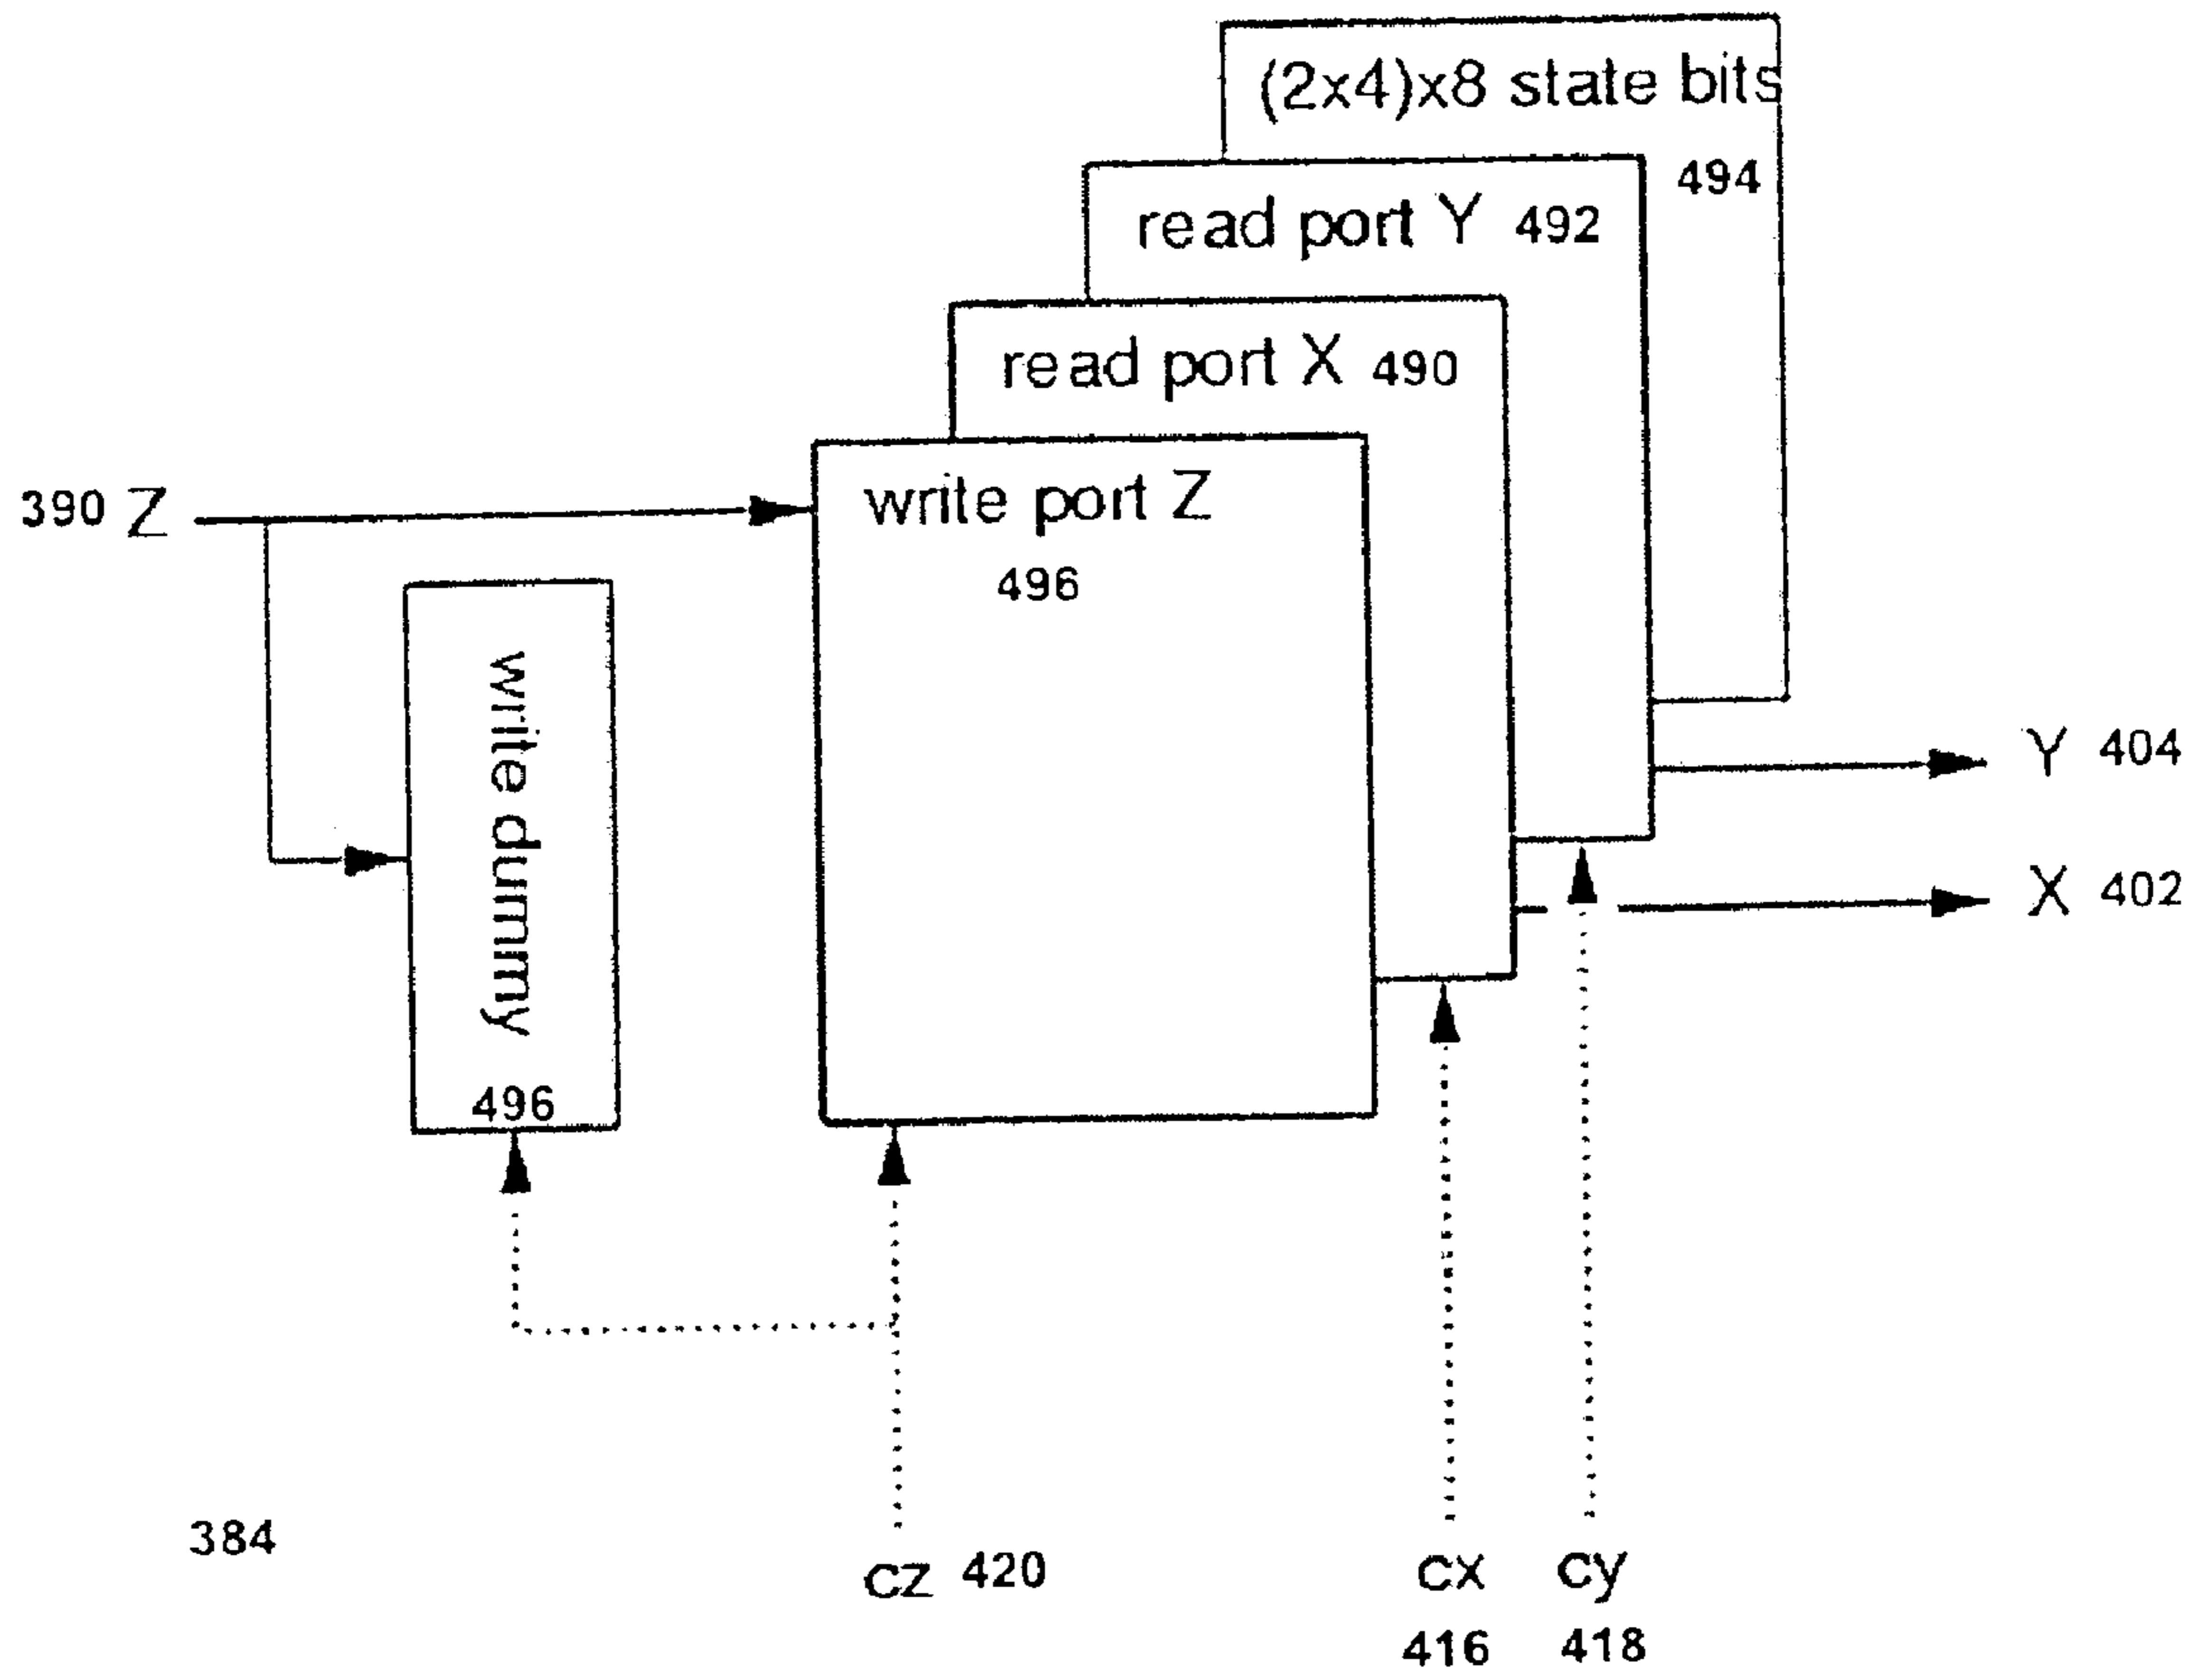 (2x4)x8 state bits
494
read port Y 492
read port X 490
write port Z
496
390 Z
write dummy
496
Y 404
X 402
384
cz 420
cx
416
cy
418